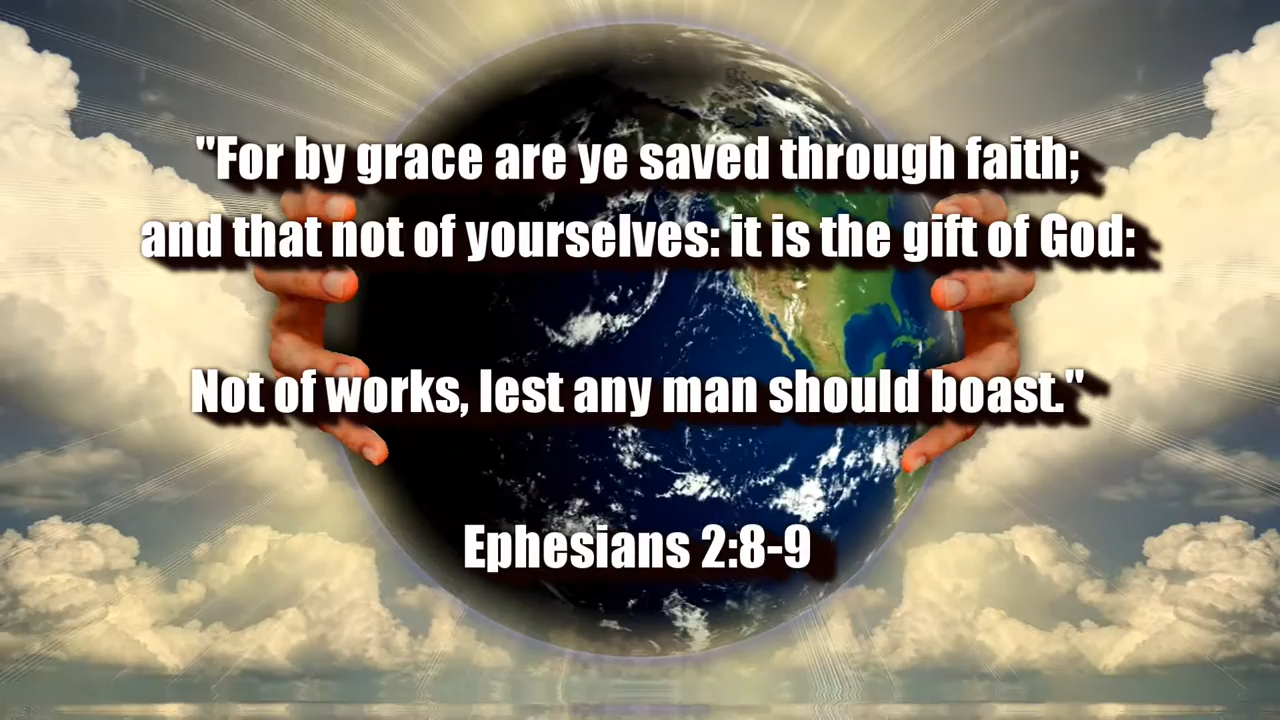 "For by grace are ye saved through faith;
and that not of yourselves: it is the gift of God:
Not of works, lest any man should boast."
Ephesians 2:8-9